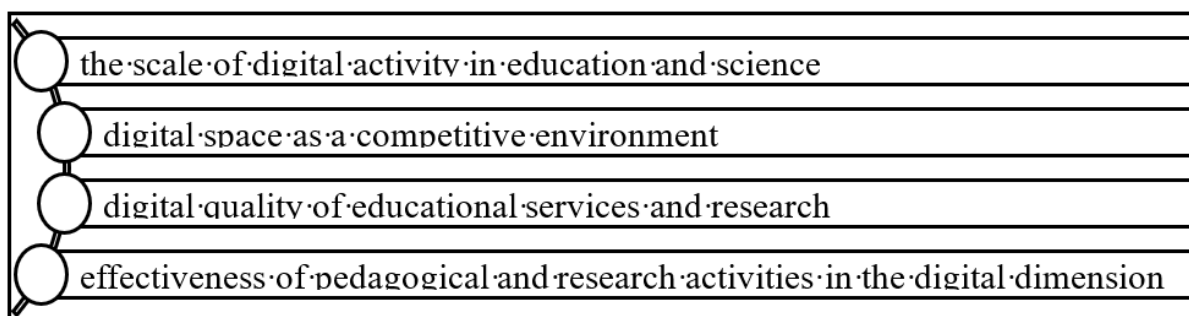 the scale of digital activity in education and science
digital space as a competitive environment
digital quality of educational services and research
effectiveness of pedagogical and research activities in the digital dimension